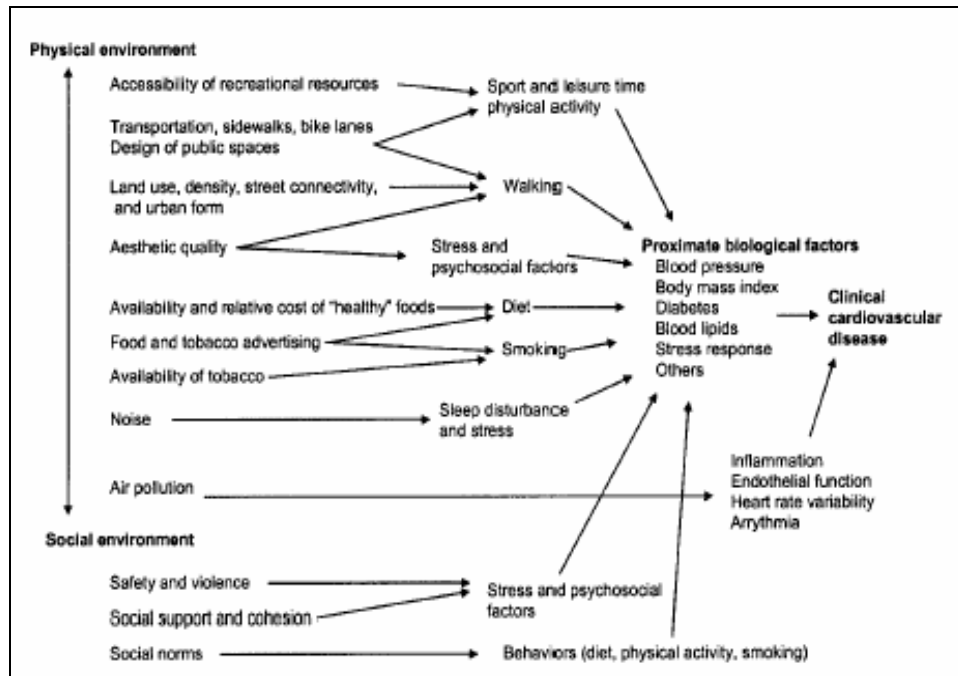 Physical environment
Accessibility of recreational resources
Sport and leisure time
physical activity
Transportation, sidewalks, bike lanes
Design of public spaces
Land use, density, street connectivity,
and urban form
Walking
Aesthetic quality
Stress and
psychosocial factors
Proximate biological factors
Blood pressure
Body mass index
Diabetes
Blood lipids
Stress response
Others
Availability and relative cost of "healthy" foods
Diet
Clinical
cardiovascular
disease
Food and tobacco advertising
Smoking
Availability of tobacco
Noise
Sleep disturbance
and stress
Air pollution
Inflammation
Endothelial function
Heart rate variability
Arrythmia
Social environment
Safety and violence
Stress and psychosocial
factors
Social support and cohesion
Social norms
Behaviors (diet, physical activity, smoking)